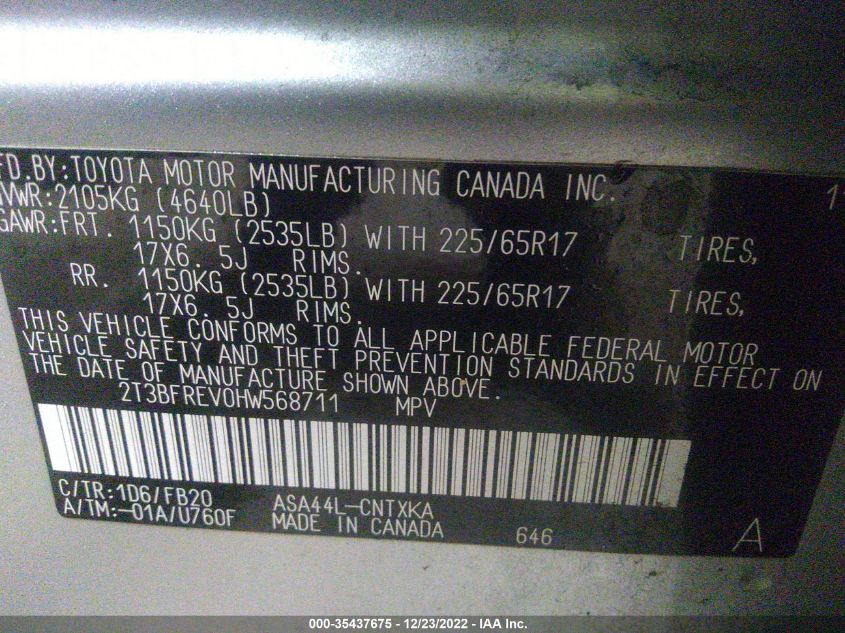 FD.BY:TOYOTA MOTOR MANUFACTURING CANADA INC. 1
VWR:2105KG (4640LB)
GAWR:FRT. 1150KG (2535LB) WITH 225/65R17 TIRES,
17X6. 5J RIMS.
RR. 1150KG (2535LB) WITH 225/65R17 TIRES,
17X6. 5J RIMS.
THIS VEHICLE CONFORMS TO ALL APPLICABLE FEDERAL MOTOR
VEHICLE SAFETY AND THEFT PREVENTION STANDARDS IN EFFECT ON
THE DATE OF MANUFACTURE SHOWN ABOVE.
2T3BFREV0HW568711 MPV
C/TR:1D6/FB20 ASA44L-CNTXKA
A/TM:-01A/U760F MADE IN CANADA 646 A
000-35437675 - 12/23/2022 - IAA Inc.